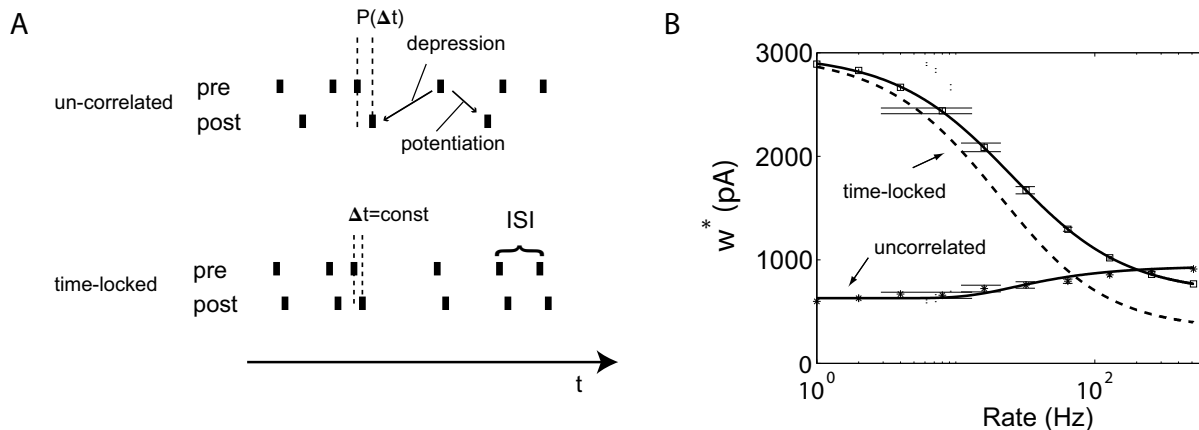 A
P(Δt)
depression
un-correlated
pre
post
potentiation
Δt=const
ISI
time-locked
pre
post
t
B
3000
2000
1000
0
w* (pA)
time-locked
uncorrelated
10^0
10^2
Rate (Hz)